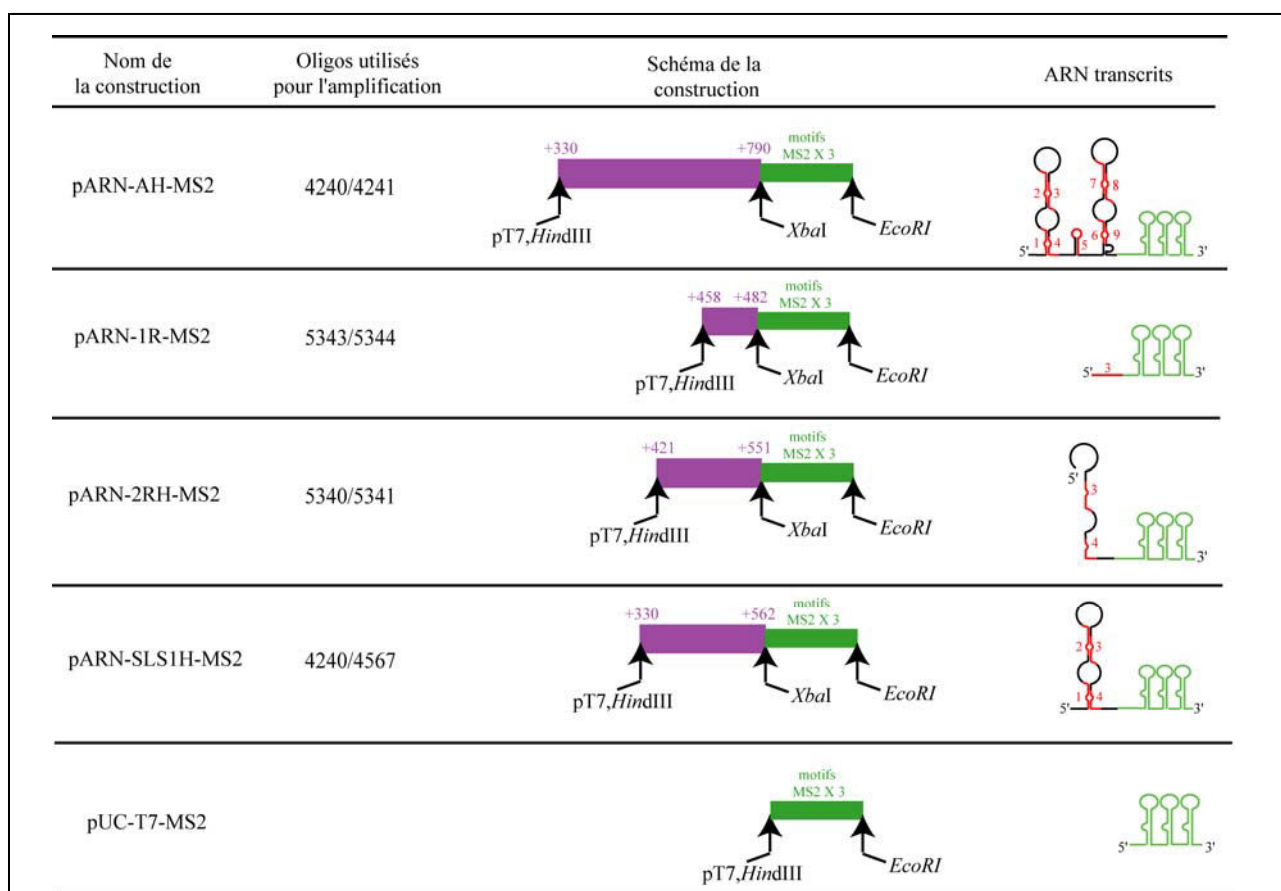 Nom de la construction
Oligos utilisés pour l'amplification
Schéma de la construction
ARN transcrits
pARN-AH-MS2
4240/4241
+330
+790
motifs
MS2 X 3
pT7,HindIII
XbaI
EcoRI
5'
1
2
3
4
5
6
7
8
9
3'
pARN-1R-MS2
5343/5344
+458
+482
motifs
MS2 X 3
pT7,HindIII
XbaI
EcoRI
5'
3
3'
pARN-2RH-MS2
5340/5341
+421
+551
motifs
MS2 X 3
pT7,HindIII
XbaI
EcoRI
5'
3
4
3'
pARN-SLS1H-MS2
4240/4567
+330
+562
motifs
MS2 X 3
pT7,HindIII
XbaI
EcoRI
5'
1
2
3
4
3'
pUC-T7-MS2
motifs
MS2 X 3
pT7,HindIII
EcoRI
5'
3'